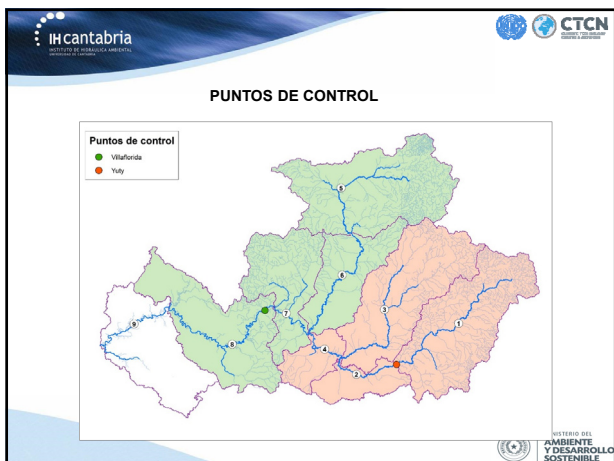 IHcantabria
INSTITUTO DE HIDRÁULICA AMBIENTAL
UNIVERSIDAD DE CANTABRIA
CTCN
PUNTOS DE CONTROL
Puntos de control
Villaflorida
Yuty
5
6
3
1
7
9
8
4
2
MINISTERIO DEL
AMBIENTE
Y DESARROLLO
SOSTENIBLE